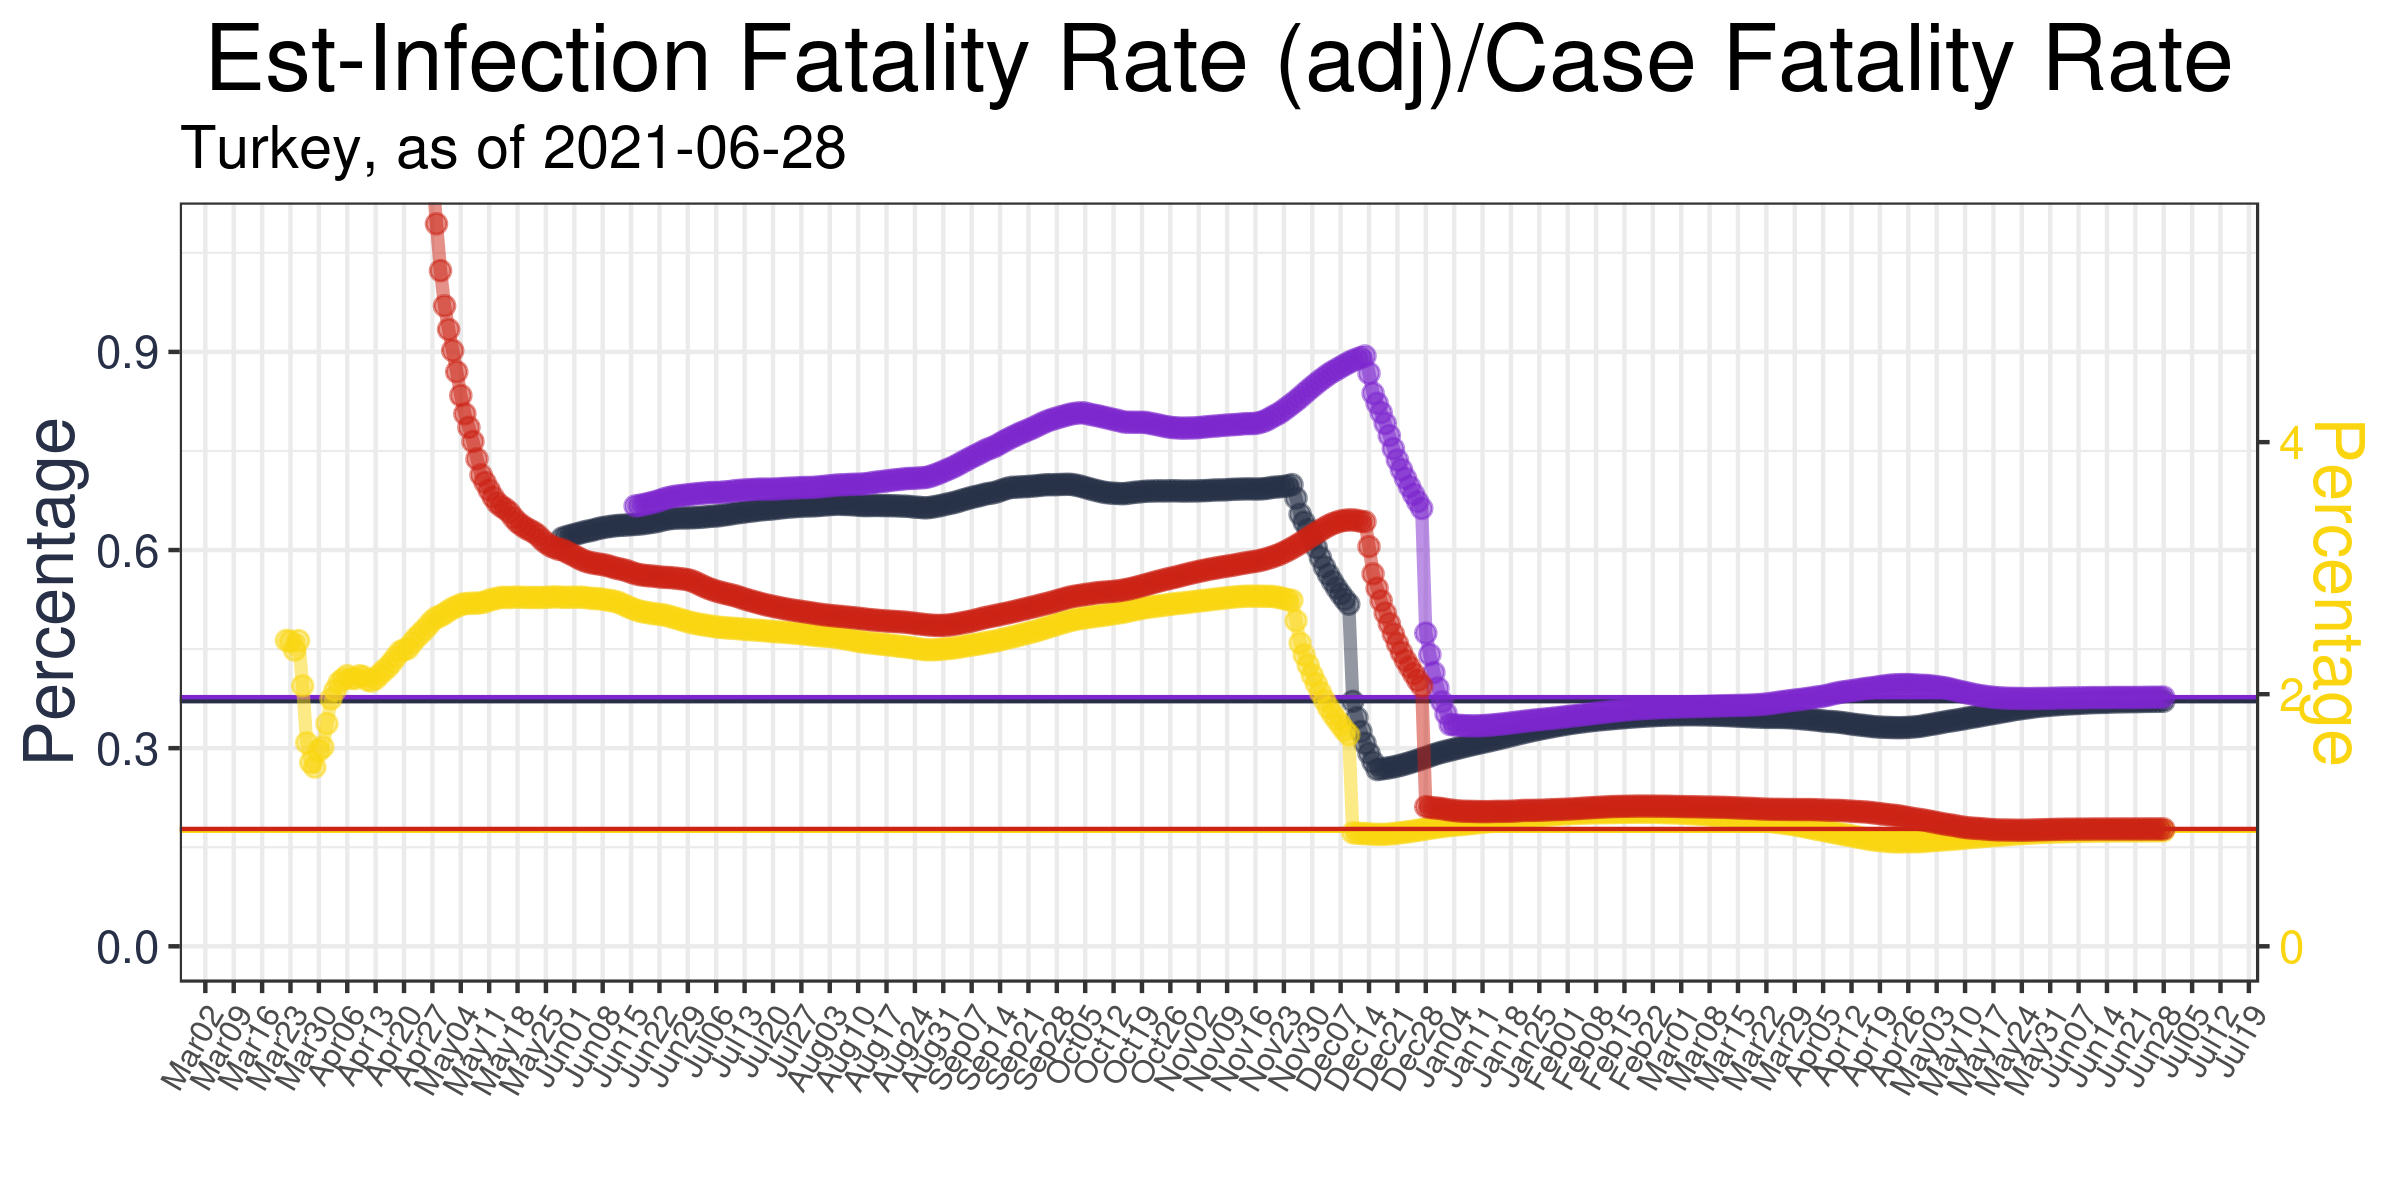 Est-Infection Fatality Rate (adj)/Case Fatality Rate
Turkey, as of 2021-06-28
Percentage
0.9
0.6
0.3
0.0
Percentage
4
2
0
Mar02
Mar09
Mar16
Mar23
Mar30
Apr06
Apr13
Apr20
Apr27
May04
May11
May18
May25
Jun01
Jun08
Jun15
Jun22
Jun29
Jul06
Jul13
Jul20
Jul27
Aug03
Aug10
Aug17
Aug24
Aug31
Sep07
Sep14
Sep21
Sep28
Oct05
Oct12
Oct19
Oct26
Nov02
Nov09
Nov16
Nov23
Nov30
Dec07
Dec14
Dec21
Dec28
Jan04
Jan11
Jan18
Jan25
Feb01
Feb08
Feb15
Feb22
Mar01
Mar08
Mar15
Mar22
Mar29
Apr05
Apr12
Apr19
Apr26
May03
May10
May17
May24
May31
Jun07
Jun14
Jun21
Jun28
Jul05
Jul12
Jul19